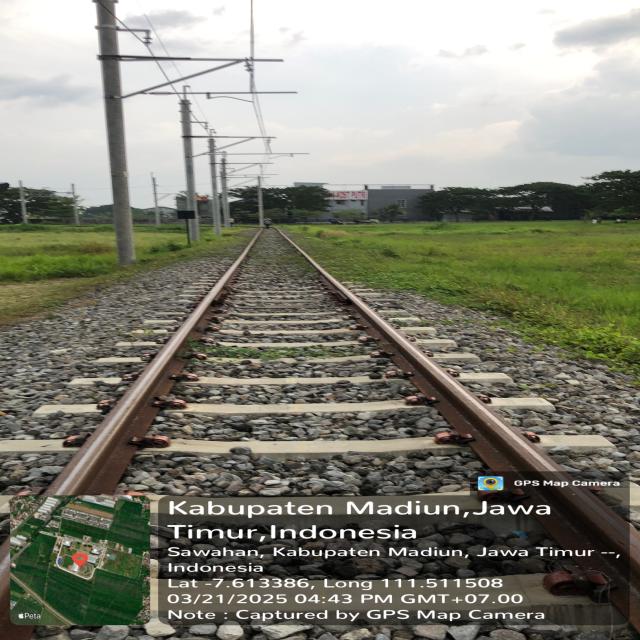 GPS Map Camera
Kabupaten Madiun,Jawa
Timur,Indonesia
Sawahan, Kabupaten Madiun, Jawa Timur --,
Indonesia
Lat -7.613386, Long 111.511508
03/21/2025 04:43 PM GMT+07.00
Note : Captured by GPS Map Camera
Peta